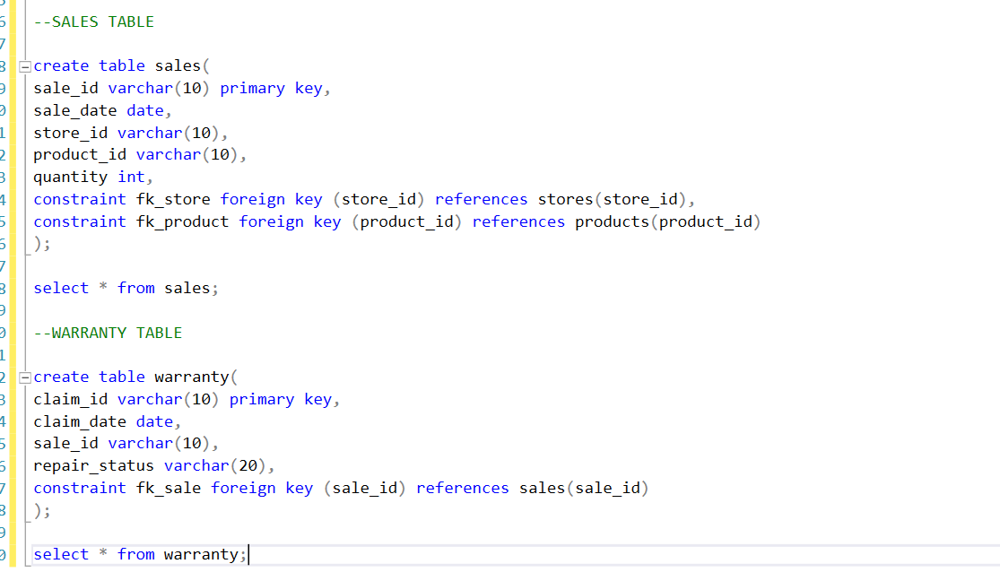 --SALES TABLE
create table sales(
sale_id varchar(10) primary key,
sale_date date,
store_id varchar(10),
product_id varchar(10),
quantity int,
constraint fk_store foreign key (store_id) references stores(store_id),
constraint fk_product foreign key (product_id) references products(product_id)
);
select * from sales;
--WARRANTY TABLE
create table warranty(
claim_id varchar(10) primary key,
claim_date date,
sale_id varchar(10),
repair_status varchar(20),
constraint fk_sale foreign key (sale_id) references sales(sale_id)
);
select * from warranty;